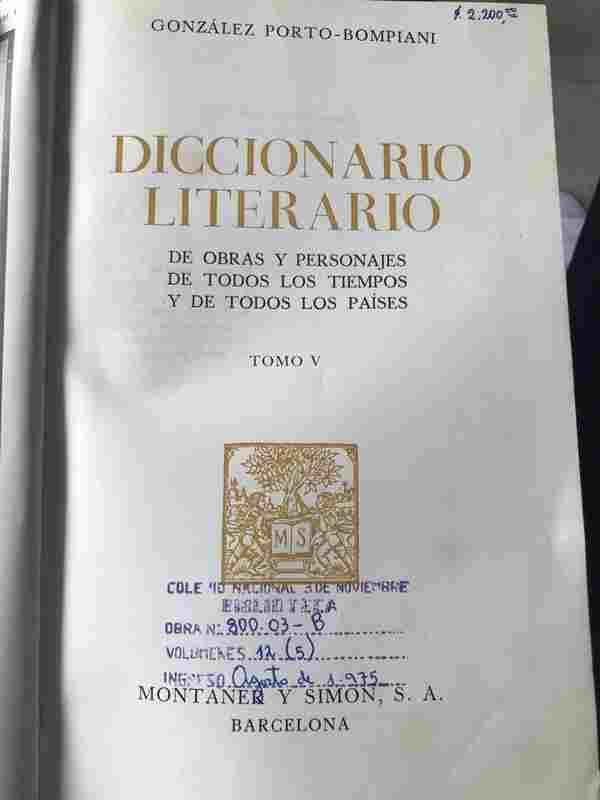 $. 2.200,00
GONZÁLEZ PORTO-BOMPIANI
DICCIONARIO
LITERARIO
DE OBRAS Y PERSONAJES
DE TODOS LOS TIEMPOS
Y DE TODOS LOS PAÍSES
TOMO V
M S
COLEGIO NACIONAL 3 DE NOVIEMBRE
BIBLIOTECA
OBRA N. 800.03-B
VOLUMENES 12 (5)
INGRESO Agosto de 1.975
MONTANER Y SIMÓN, S. A.
BARCELONA